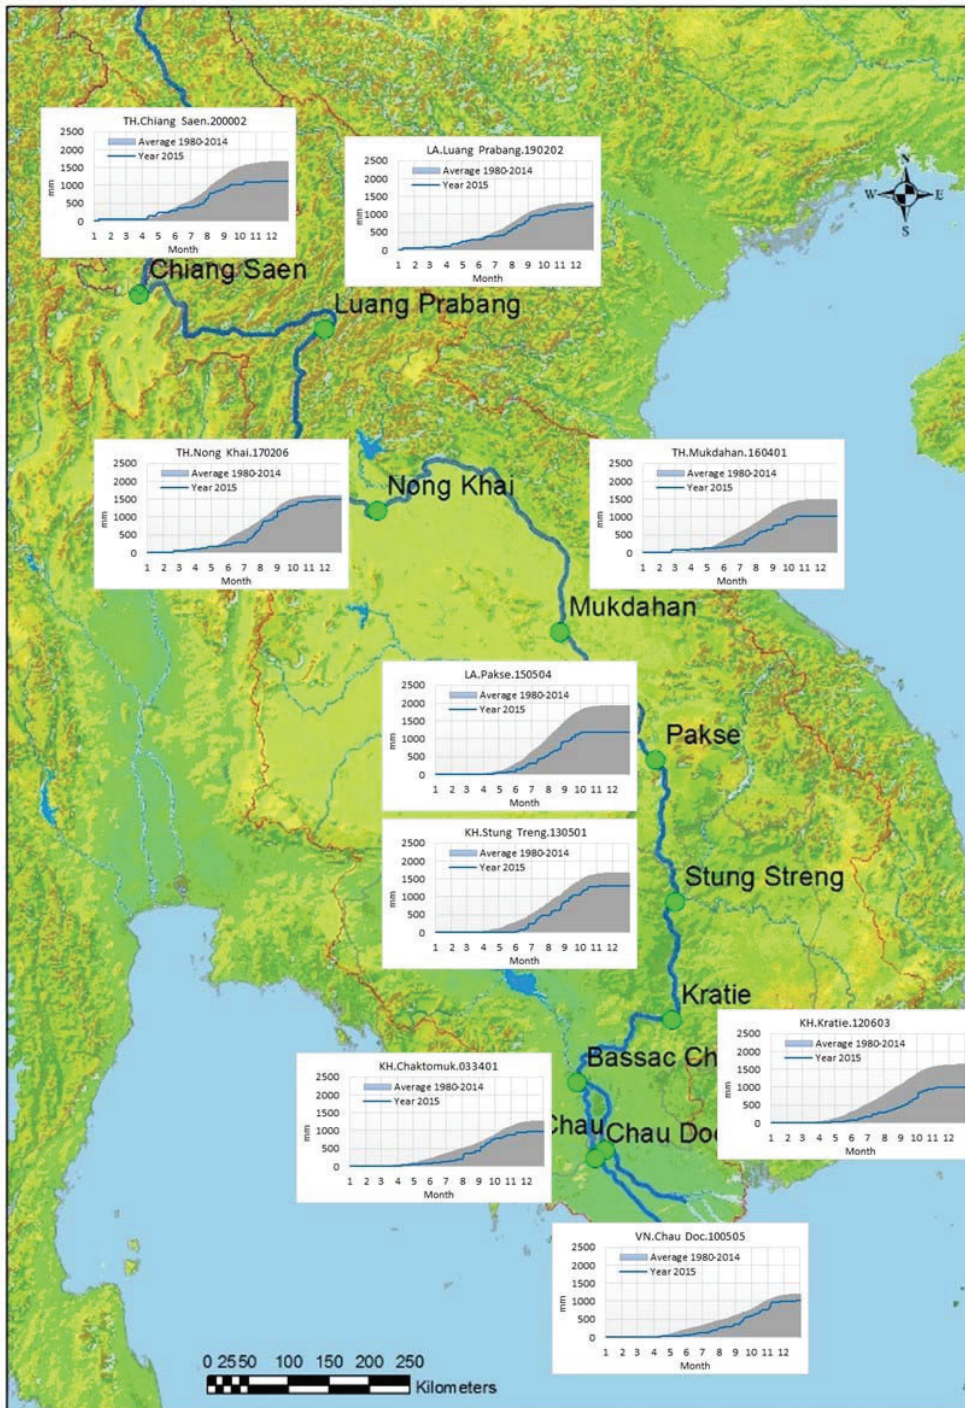 TH.Chiang Saen.200002
2500
2000
1500
1000
500
0
mm
Average 1980-2014
Year 2015
1 2 3 4 5 6 7 8 9 10 11 12
Month
LA.Luang Prabang.190202
2500
2000
1500
1000
500
0
mm
Average 1980-2014
Year 2015
1 2 3 4 5 6 7 8 9 10 11 12
Month
N
W E
S
Chiang Saen
Luang Prabang
TH.Nong Khai.170206
2500
2000
1500
1000
500
0
mm
Average 1980-2014
Year 2015
1 2 3 4 5 6 7 8 9 10 11 12
Month
Nong Khai
TH.Mukdahan.160401
2500
2000
1500
1000
500
0
mm
Average 1980-2014
Year 2015
1 2 3 4 5 6 7 8 9 10 11 12
Month
Mukdahan
LA.Pakse.150504
2500
2000
1500
1000
500
0
mm
Average 1980-2014
Year 2015
1 2 3 4 5 6 7 8 9 10 11 12
Month
Pakse
KH.Stung Treng.130501
2500
2000
1500
1000
500
0
mm
Average 1980-2014
Year 2015
1 2 3 4 5 6 7 8 9 10 11 12
Month
Stung Streng
Kratie
KH.Kratie.120603
2500
2000
1500
1000
500
0
mm
Average 1980-2014
Year 2015
1 2 3 4 5 6 7 8 9 10 11 12
Month
Bassac Ch
KH.Chaktomuk.033401
2500
2000
1500
1000
500
0
mm
Average 1980-2014
Year 2015
1 2 3 4 5 6 7 8 9 10 11 12
Month
Chau Chau Doc
VN.Chau Doc.100505
2500
2000
1500
1000
500
0
mm
Average 1980-2014
Year 2015
1 2 3 4 5 6 7 8 9 10 11 12
Month
0 25 50 100 150 200 250
Kilometers